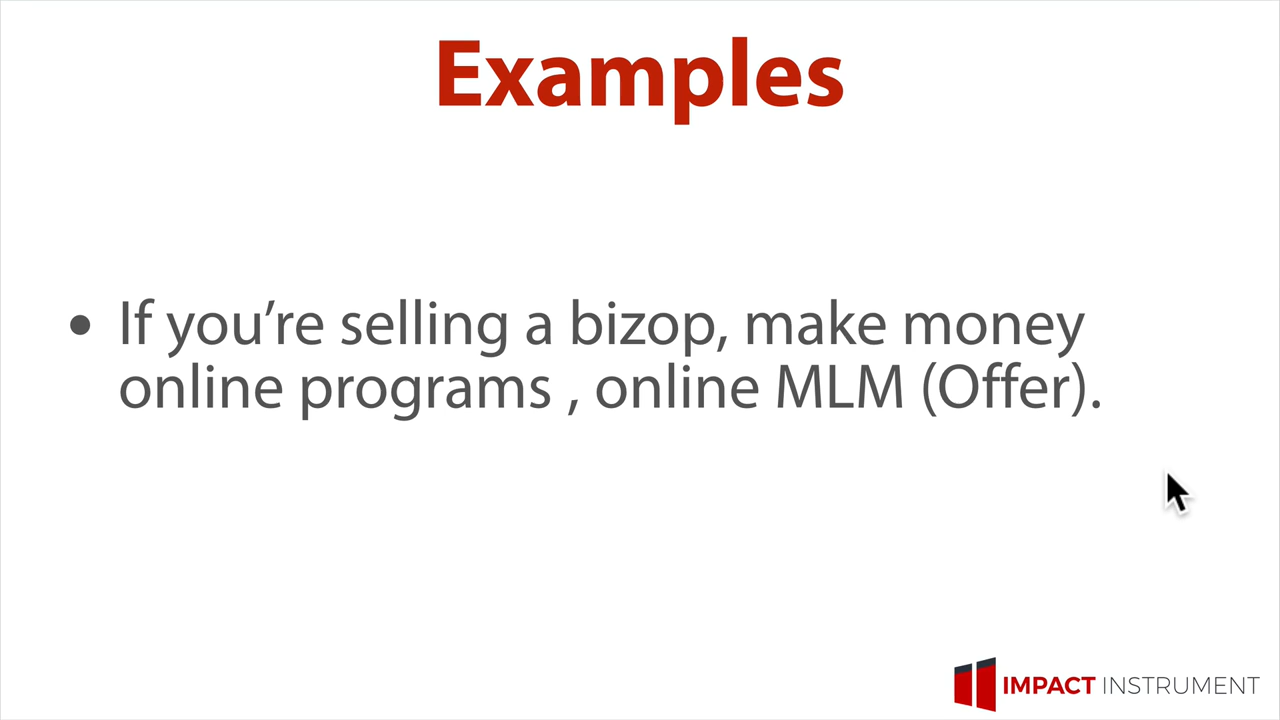 Examples
• If you’re selling a bizop, make money
online programs , online MLM (Offer).
IMPACT INSTRUMENT